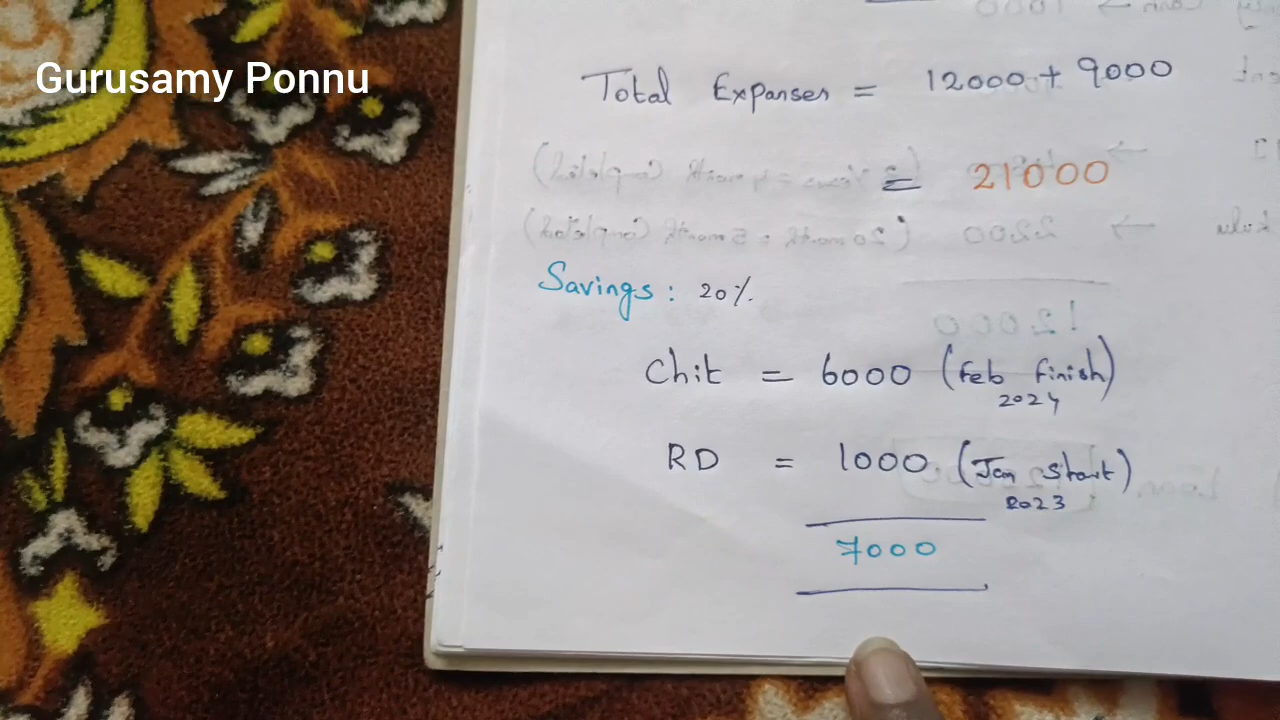 Gurusamy Ponnu
Total Expanses = 12000 + 9000
= 21000
Savings: 20%.
Chit = 6000 (Feb Finish)
2024
RD = 1000 (Jan Start)
2023
7000